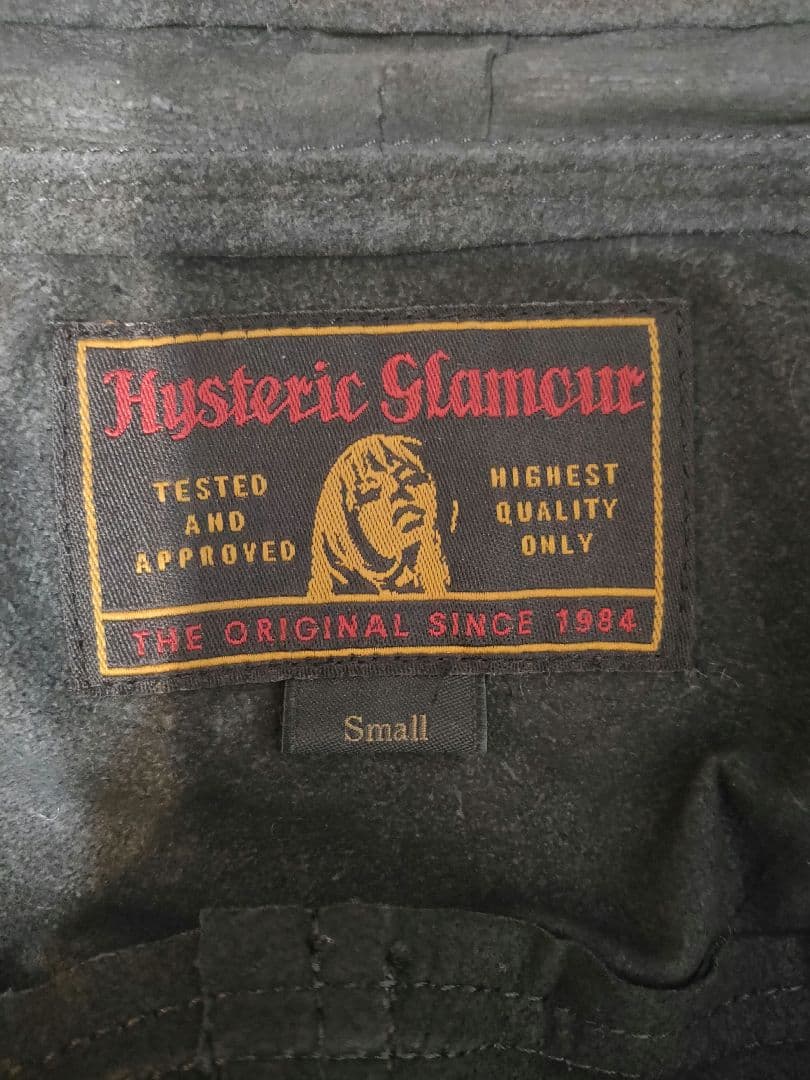 Hysteric Glamour
TESTED
AND
APPROVED
HIGHEST
QUALITY
ONLY
THE ORIGINAL SINCE 1984
Small